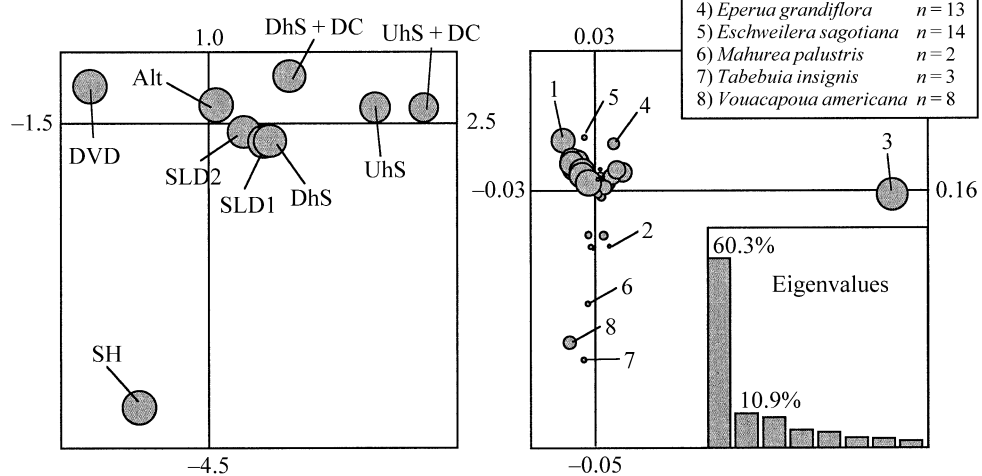 4) Eperua grandiflora n = 13
5) Eschweilera sagotiana n = 14
6) Mahurea palustris n = 2
7) Tabebuia insignis n = 3
8) Vouacapoua americana n = 8
1.0
DhS + DC
UhS + DC
Alt
–1.5
2.5
DVD
SLD2
SLD1
DhS
UhS
SH
–4.5
0.03
1
5
4
3
–0.03
0.16
2
6
8
7
–0.05
60.3%
Eigenvalues
10.9%